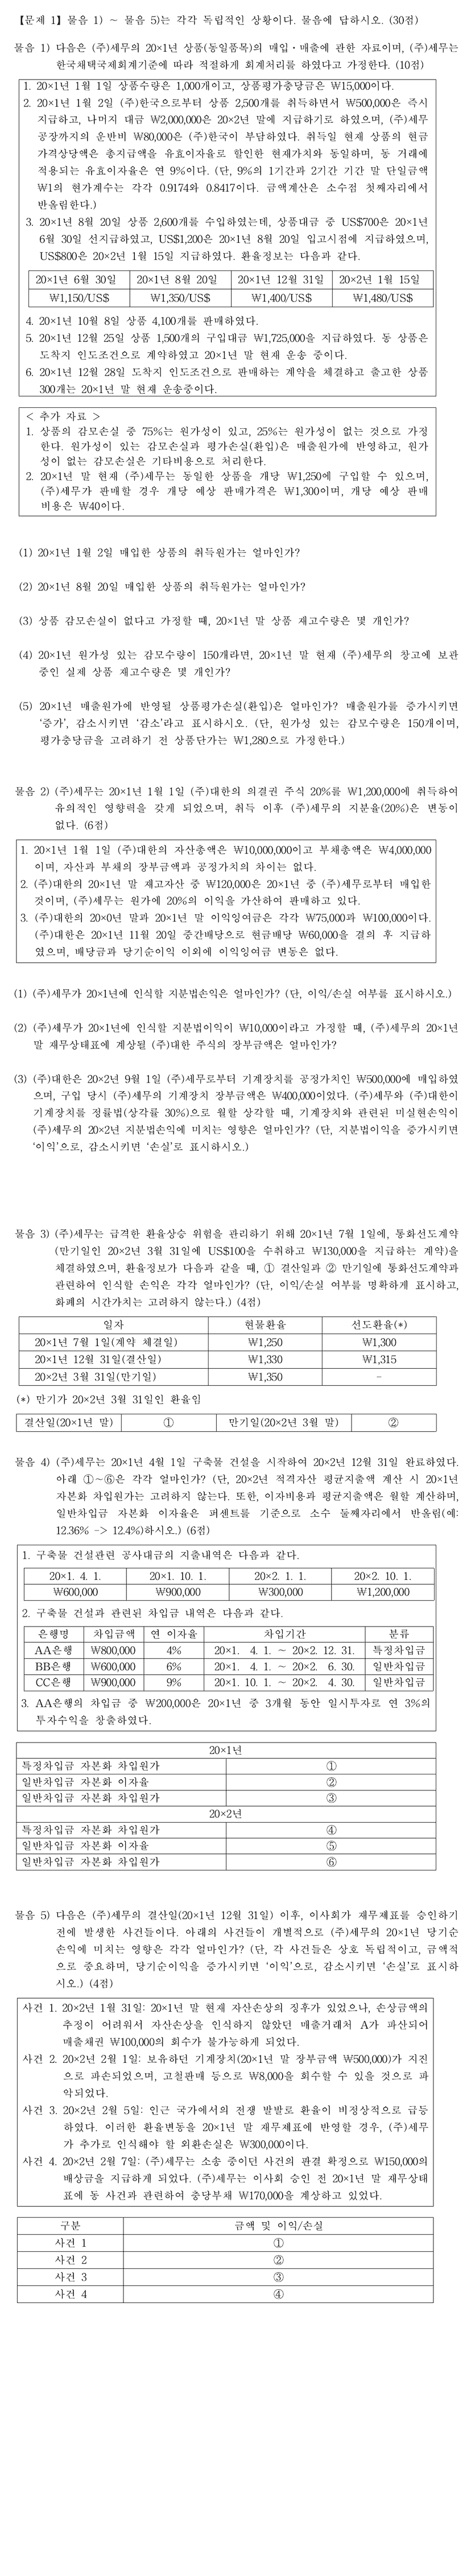 【문제 1】물음 1) ~ 물음 5)는 각각 독립적인 상황이다. 물음에 답하시오. (30점)
물음 1) 다음은 (주)세무의 20×1년 상품(동일품목)의 매입·매출에 관한 자료이며, (주)세무는
한국채택국제회계기준에 따라 적절하게 회계처리를 하였다고 가정한다. (10점)
1. 20×1년 1월 1일 상품수량은 1,000개이고, 상품평가충당금은 ₩15,000이다.
2. 20×1년 1월 2일 (주)한국으로부터 상품 2,500개를 취득하면서 ₩500,000은 즉시
지급하고, 나머지 대금 ₩2,000,000은 20×2년 말에 지급하기로 하였으며, (주)세무
공장까지의 운반비 ₩80,000은 (주)한국이 부담하였다. 취득일 현재 상품의 현금
가격상당액은 총지급액을 유효이자율로 할인한 현재가치와 동일하며, 동 거래에
적용되는 유효이자율은 연 9%이다. (단, 9%의 1기간과 2기간 기간 말 단일금액
₩1의 현가계수는 각각 0.9174와 0.8417이다. 금액계산은 소수점 첫째자리에서
반올림한다.)
3. 20×1년 8월 20일 상품 2,600개를 수입하였는데, 상품대금 중 US$700은 20×1년
6월 30일 선지급하였고, US$1,200은 20×1년 8월 20일 입고시점에 지급하였으며,
US$800은 20×2년 1월 15일 지급하였다. 환율정보는 다음과 같다.
20×1년 6월 30일 20×1년 8월 20일 20×1년 12월 31일 20×2년 1월 15일
₩1,150/US$ ₩1,350/US$ ₩1,400/US$ ₩1,480/US$
4. 20×1년 10월 8일 상품 4,100개를 판매하였다.
5. 20×1년 12월 25일 상품 1,500개의 구입대금 ₩1,725,000을 지급하였다. 동 상품은
도착지 인도조건으로 계약하였고 20×1년 말 현재 운송 중이다.
6. 20×1년 12월 28일 도착지 인도조건으로 판매하는 계약을 체결하고 출고한 상품
300개는 20×1년 말 현재 운송중이다.
< 추가 자료 >
1. 상품의 감모손실 중 75%는 원가성이 있고, 25%는 원가성이 없는 것으로 가정
한다. 원가성이 있는 감모손실과 평가손실(환입)은 매출원가에 반영하고, 원가
성이 없는 감모손실은 기타비용으로 처리한다.
2. 20×1년 말 현재 (주)세무는 동일한 상품을 개당 ₩1,250에 구입할 수 있으며,
(주)세무가 판매할 경우 개당 예상 판매가격은 ₩1,300이며, 개당 예상 판매
비용은 ₩40이다.
(1) 20×1년 1월 2일 매입한 상품의 취득원가는 얼마인가?
(2) 20×1년 8월 20일 매입한 상품의 취득원가는 얼마인가?
(3) 상품 감모손실이 없다고 가정할 때, 20×1년 말 상품 재고수량은 몇 개인가?
(4) 20×1년 원가성 있는 감모수량이 150개라면, 20×1년 말 현재 (주)세무의 창고에 보관
중인 실제 상품 재고수량은 몇 개인가?
(5) 20×1년 매출원가에 반영될 상품평가손실(환입)은 얼마인가? 매출원가를 증가시키면
'증가', 감소시키면 '감소'라고 표시하시오. (단, 원가성 있는 감모수량은 150개이며,
평가충당금을 고려하기 전 상품단가는 ₩1,280으로 가정한다.)
물음 2) (주)세무는 20×1년 1월 1일 (주)대한의 의결권 주식 20%를 ₩1,200,000에 취득하여
유의적인 영향력을 갖게 되었으며, 취득 이후 (주)세무의 지분율(20%)은 변동이
없다. (6점)
1. 20×1년 1월 1일 (주)대한의 자산총액은 ₩10,000,000이고 부채총액은 ₩4,000,000
이며, 자산과 부채의 장부금액과 공정가치의 차이는 없다.
2. (주)대한의 20×1년 말 재고자산 중 ₩120,000은 20×1년 중 (주)세무로부터 매입한
것이며, (주)세무는 원가에 20%의 이익을 가산하여 판매하고 있다.
3. (주)대한의 20×0년 말과 20×1년 말 이익잉여금은 각각 ₩75,000과 ₩100,000이다.
(주)대한은 20×1년 11월 20일 중간배당으로 현금배당 ₩60,000을 결의 후 지급하
였으며, 배당금과 당기순이익 이외에 이익잉여금 변동은 없다.
(1) (주)세무가 20×1년에 인식할 지분법손익은 얼마인가? (단, 이익/손실 여부를 표시하시오.)
(2) (주)세무가 20×1년에 인식할 지분법이익이 ₩10,000이라고 가정할 때, (주)세무의 20×1년
말 재무상태표에 계상될 (주)대한 주식의 장부금액은 얼마인가?
(3) (주)대한은 20×2년 9월 1일 (주)세무로부터 기계장치를 공정가치인 ₩500,000에 매입하였
으며, 구입 당시 (주)세무의 기계장치 장부금액은 ₩400,000이었다. (주)세무와 (주)대한이
기계장치를 정률법(상각률 30%)으로 월할 상각할 때, 기계장치와 관련된 미실현손익이
(주)세무의 20×2년 지분법손익에 미치는 영향은 얼마인가? (단, 지분법이익을 증가시키면
'이익'으로, 감소시키면 '손실'로 표시하시오.)
물음 3) (주)세무는 급격한 환율상승 위험을 관리하기 위해 20×1년 7월 1일에, 통화선도계약
(만기일인 20×2년 3월 31일에 US$100을 수취하고 ₩130,000을 지급하는 계약)을
체결하였으며, 환율정보가 다음과 같을 때, ① 결산일과 ② 만기일에 통화선도계약과
관련하여 인식할 손익은 각각 얼마인가? (단, 이익/손실 여부를 명확하게 표시하고,
화폐의 시간가치는 고려하지 않는다.) (4점)
일자 현물환율 선도환율(*)
20×1년 7월 1일(계약 체결일) ₩1,250 ₩1,300
20×1년 12월 31일(결산일) ₩1,330 ₩1,315
20×2년 3월 31일(만기일) ₩1,350 -
(*) 만기가 20×2년 3월 31일인 환율임
결산일(20×1년 말) ① 만기일(20×2년 3월 말) ②
물음 4) (주)세무는 20×1년 4월 1일 구축물 건설을 시작하여 20×2년 12월 31일 완료하였다.
아래 ①~⑥은 각각 얼마인가? (단, 20×2년 적격자산 평균지출액 계산 시 20×1년
자본화 차입원가는 고려하지 않는다. 또한, 이자비용과 평균지출액은 월할 계산하며,
일반차입금 자본화 이자율은 퍼센트를 기준으로 소수 둘째자리에서 반올림(예:
12.36% -> 12.4%)하시오.) (6점)
1. 구축물 건설관련 공사대금의 지출내역은 다음과 같다.
20×1. 4. 1. 20×1. 10. 1. 20×2. 1. 1. 20×2. 10. 1.
₩600,000 ₩900,000 ₩300,000 ₩1,200,000
2. 구축물 건설과 관련된 차입금 내역은 다음과 같다.
은행명 차입금액 연 이자율 차입기간 분류
AA은행 ₩800,000 4% 20×1. 4. 1. ~ 20×2. 12. 31. 특정차입금
BB은행 ₩600,000 6% 20×1. 4. 1. ~ 20×2. 6. 30. 일반차입금
CC은행 ₩900,000 9% 20×1. 10. 1. ~ 20×2. 4. 30. 일반차입금
3. AA은행의 차입금 중 ₩200,000은 20×1년 중 3개월 동안 일시투자로 연 3%의
투자수익을 창출하였다.
20×1년
특정차입금 자본화 차입원가 ①
일반차입금 자본화 이자율 ②
일반차입금 자본화 차입원가 ③
20×2년
특정차입금 자본화 차입원가 ④
일반차입금 자본화 이자율 ⑤
일반차입금 자본화 차입원가 ⑥
물음 5) 다음은 (주)세무의 결산일(20×1년 12월 31일) 이후, 이사회가 재무제표를 승인하기
전에 발생한 사건들이다. 아래의 사건들이 개별적으로 (주)세무의 20×1년 당기순
손익에 미치는 영향은 각각 얼마인가? (단, 각 사건들은 상호 독립적이고, 금액적
으로 중요하며, 당기순이익을 증가시키면 '이익'으로, 감소시키면 '손실'로 표시하
시오.) (4점)
사건 1. 20×2년 1월 31일: 20×1년 말 현재 자산손상의 징후가 있었으나, 손상금액의
추정이 어려워서 자산손상을 인식하지 않았던 매출거래처 A가 파산되어
매출채권 ₩100,000의 회수가 불가능하게 되었다.
사건 2. 20×2년 2월 1일: 보유하던 기계장치(20×1년 말 장부금액 ₩500,000)가 지진
으로 파손되었으며, 고철판매 등으로 ₩8,000을 회수할 수 있을 것으로 파
악되었다.
사건 3. 20×2년 2월 5일: 인근 국가에서의 전쟁 발발로 환율이 비정상적으로 급등
하였다. 이러한 환율변동을 20×1년 말 재무제표에 반영할 경우, (주)세무
가 추가로 인식해야 할 외환손실은 ₩300,000이다.
사건 4. 20×2년 2월 7일: (주)세무는 소송 중이던 사건의 판결 확정으로 ₩150,000의
배상금을 지급하게 되었다. (주)세무는 이사회 승인 전 20×1년 말 재무상태
표에 동 사건과 관련하여 충당부채 ₩170,000을 계상하고 있었다.
구분 금액 및 이익/손실
사건 1 ①
사건 2 ②
사건 3 ③
사건 4 ④